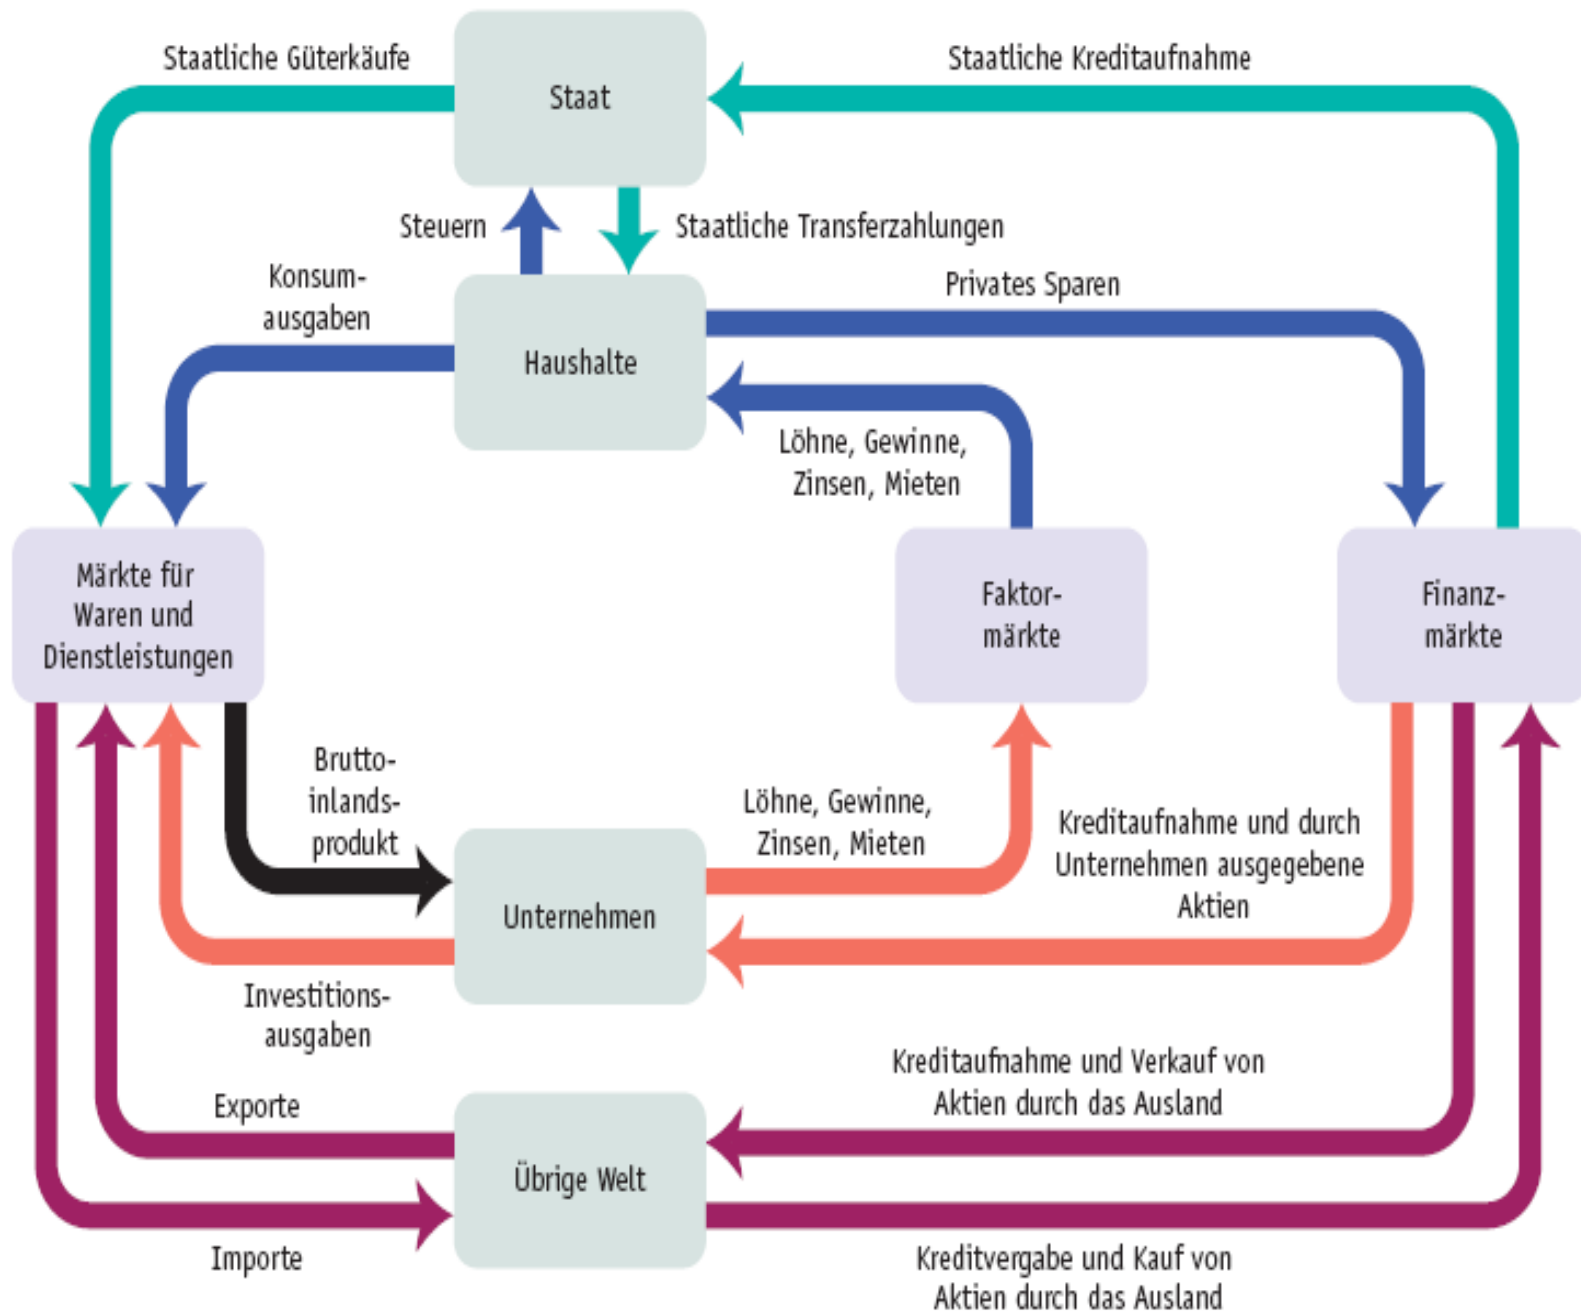 Staatliche Güterkäufe
Staat
Staatliche Kreditaufnahme
Steuern
Staatliche Transferzahlungen
Konsum-
ausgaben
Haushalte
Privates Sparen
Löhne, Gewinne,
Zinsen, Mieten
Märkte für
Waren und
Dienstleistungen
Faktor-
märkte
Finanz-
märkte
Brutto-
inlands-
produkt
Unternehmen
Löhne, Gewinne,
Zinsen, Mieten
Kreditaufnahme und durch
Unternehmen ausgegebene
Aktien
Investitions-
ausgaben
Exporte
Übrige Welt
Kreditaufnahme und Verkauf von
Aktien durch das Ausland
Importe
Kreditvergabe und Kauf von
Aktien durch das Ausland